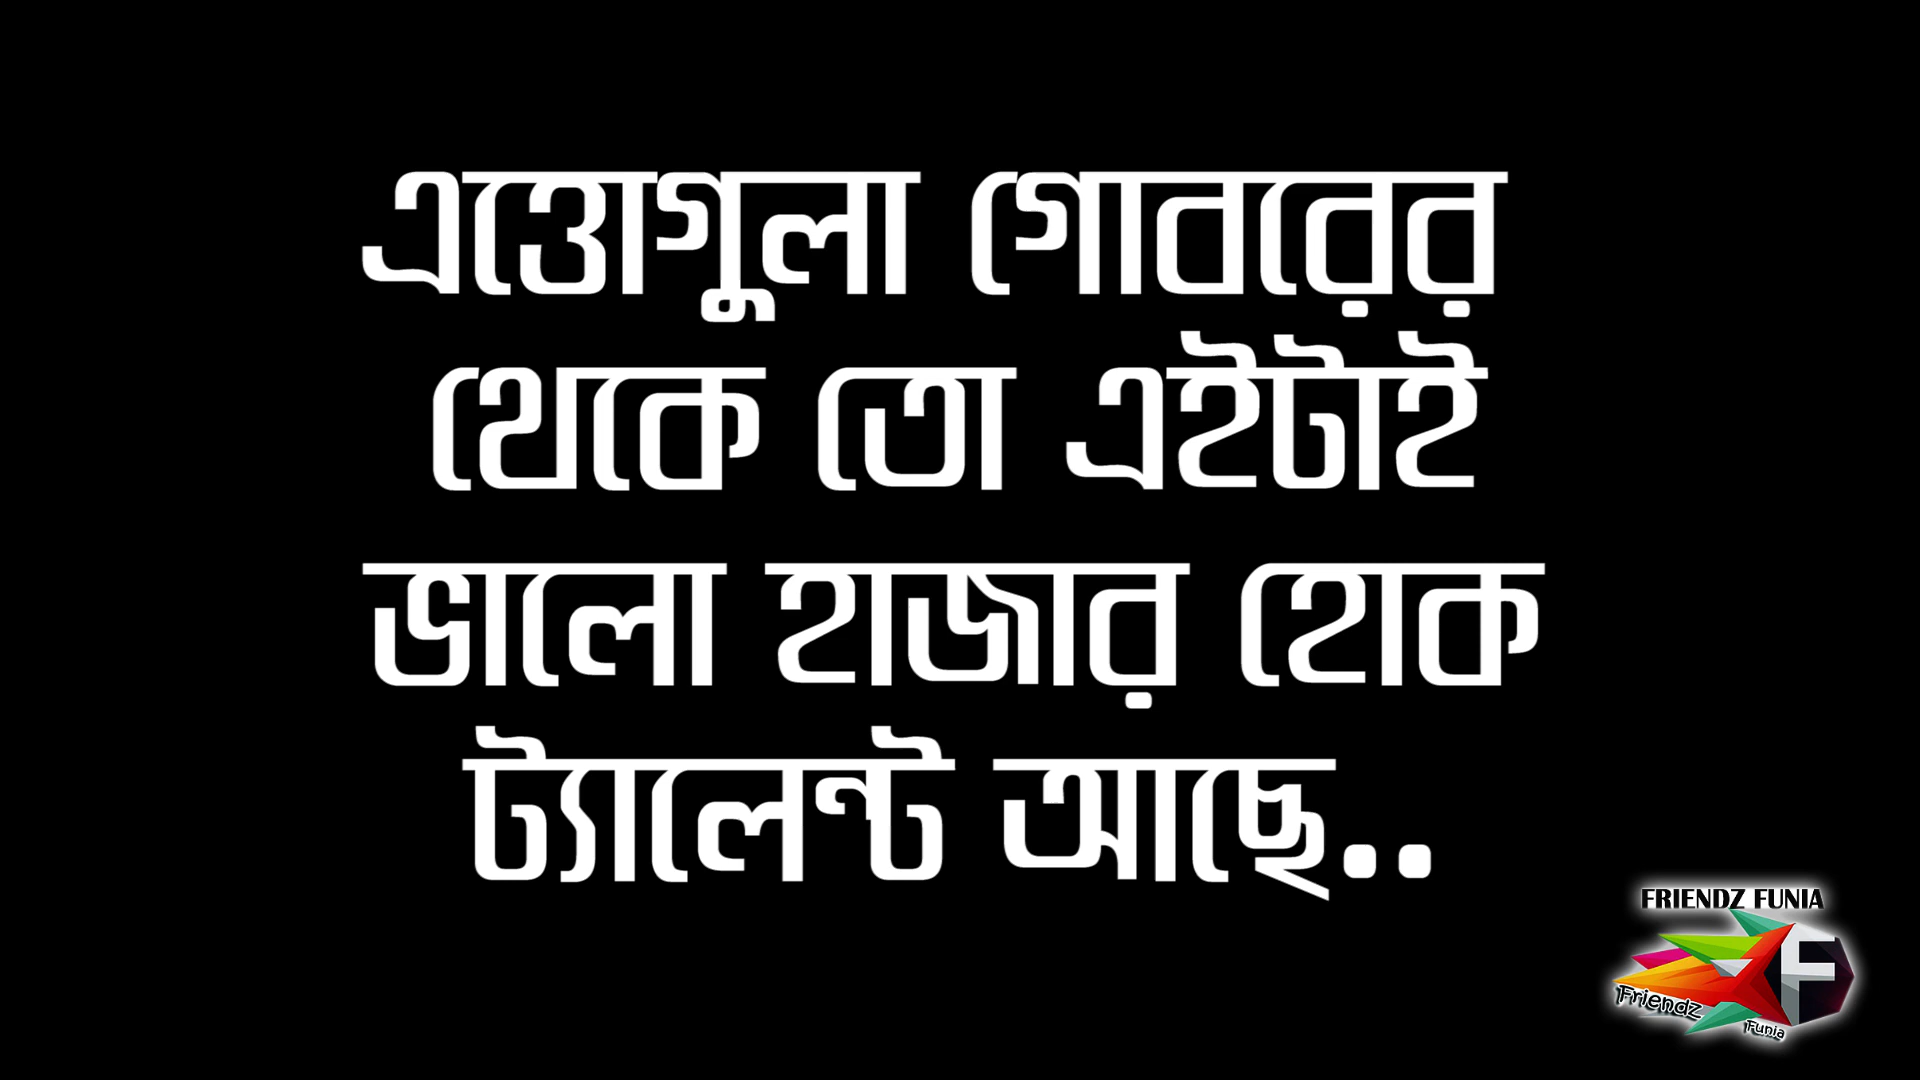 এত্তোগুলা গোবরের
থেকে তো এইটাই
ভালো হাজার হোক
ট্যালেন্ট আছে..
FRIENDZ FUNIA
F
Friendz
Funia